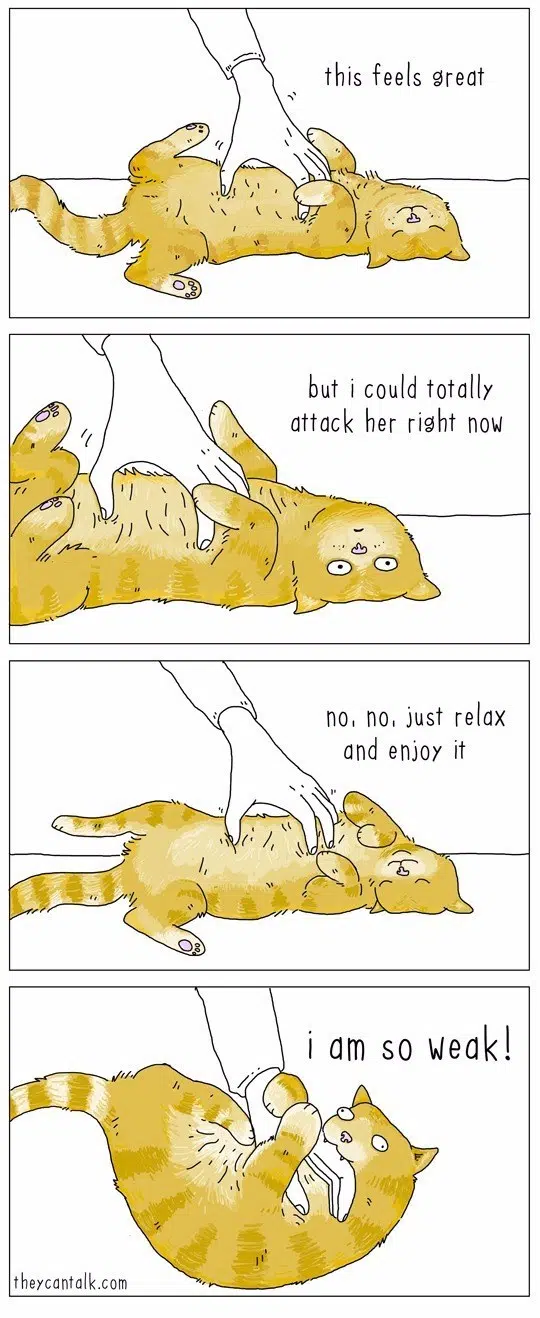 this feels great
but i could totally
attack her right now
no, no, just relax
and enjoy it
i am so weak!
theycantalk.com